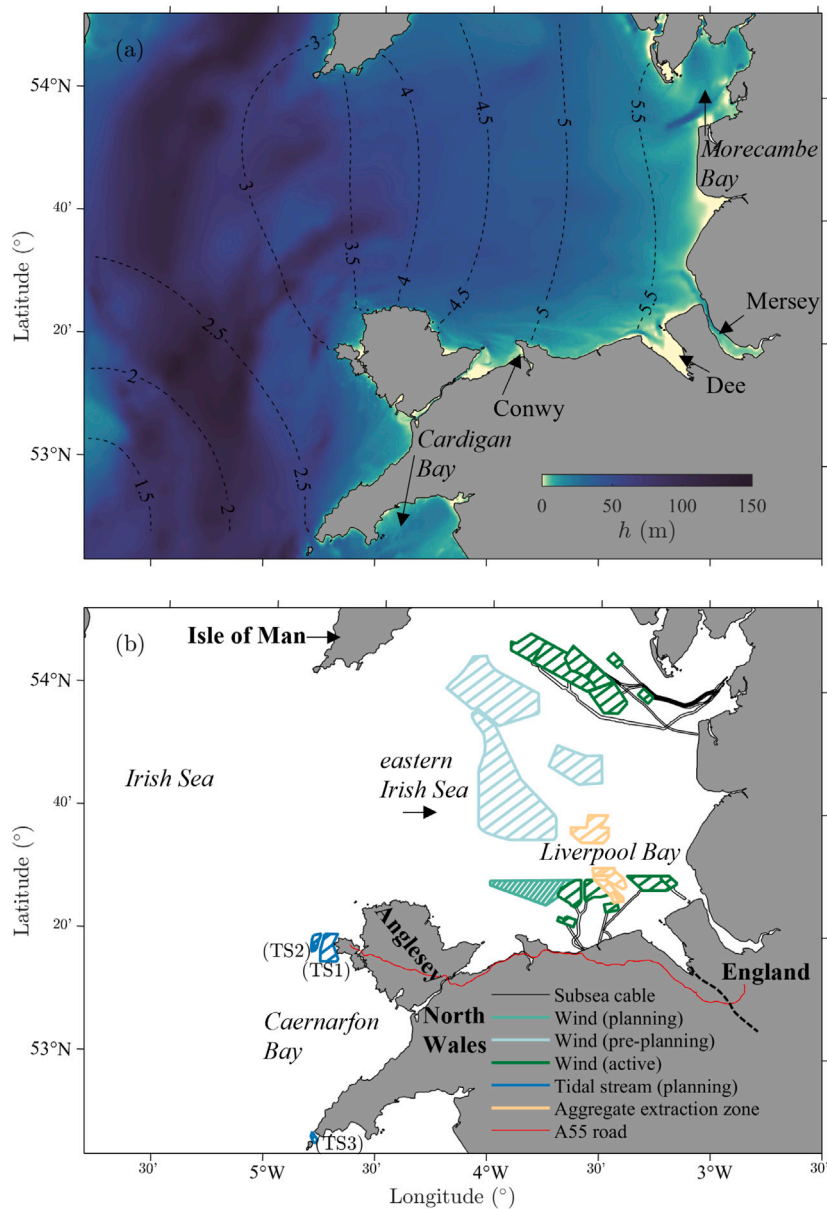 (a)
3
4
4.5
5
5.5
54°N
Morecambe
Bay
3
40'
3.5
4
4.5
5
5.5
2.5
Mersey
20'
2
Dee
Conwy
Cardigan
Bay
53°N
1.5
2
2.5
0 50 100 150
h (m)
Latitude (°)
(b)
Isle of Man
54°N
Irish Sea
eastern
Irish Sea
40'
Liverpool Bay
20'
Anglesey
(TS2)
(TS1)
England
Caernarfon
Bay
North
Wales
53°N
Subsea cable
Wind (planning)
Wind (pre-planning)
Wind (active)
Tidal stream (planning)
Aggregate extraction zone
A55 road
(TS3)
Latitude (°)
30' 5°W 30' 4°W 30' 3°W 30'
Longitude (°)